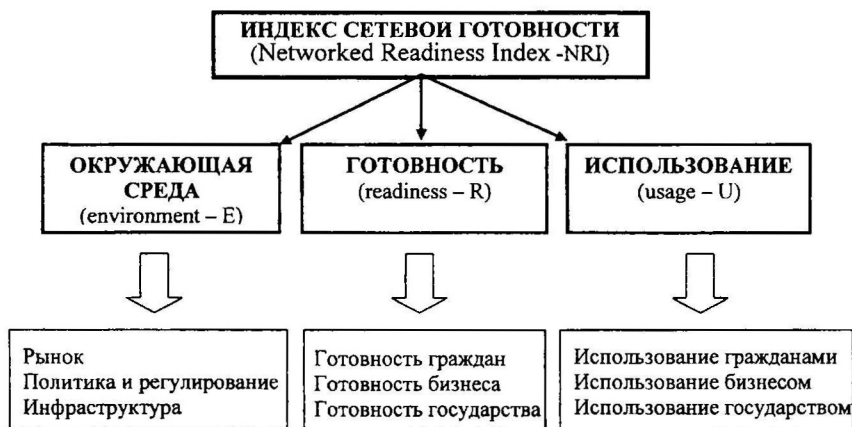 ИНДЕКС СЕТЕВОЙ ГОТОВНОСТИ
(Networked Readiness Index -NRI)
ОКРУЖАЮЩАЯ
СРЕДА
(environment – E)
ГОТОВНОСТЬ
(readiness – R)
ИСПОЛЬЗОВАНИЕ
(usage – U)
Рынок
Политика и регулирование
Инфраструктура
Готовность граждан
Готовность бизнеса
Готовность государства
Использование гражданами
Использование бизнесом
Использование государством